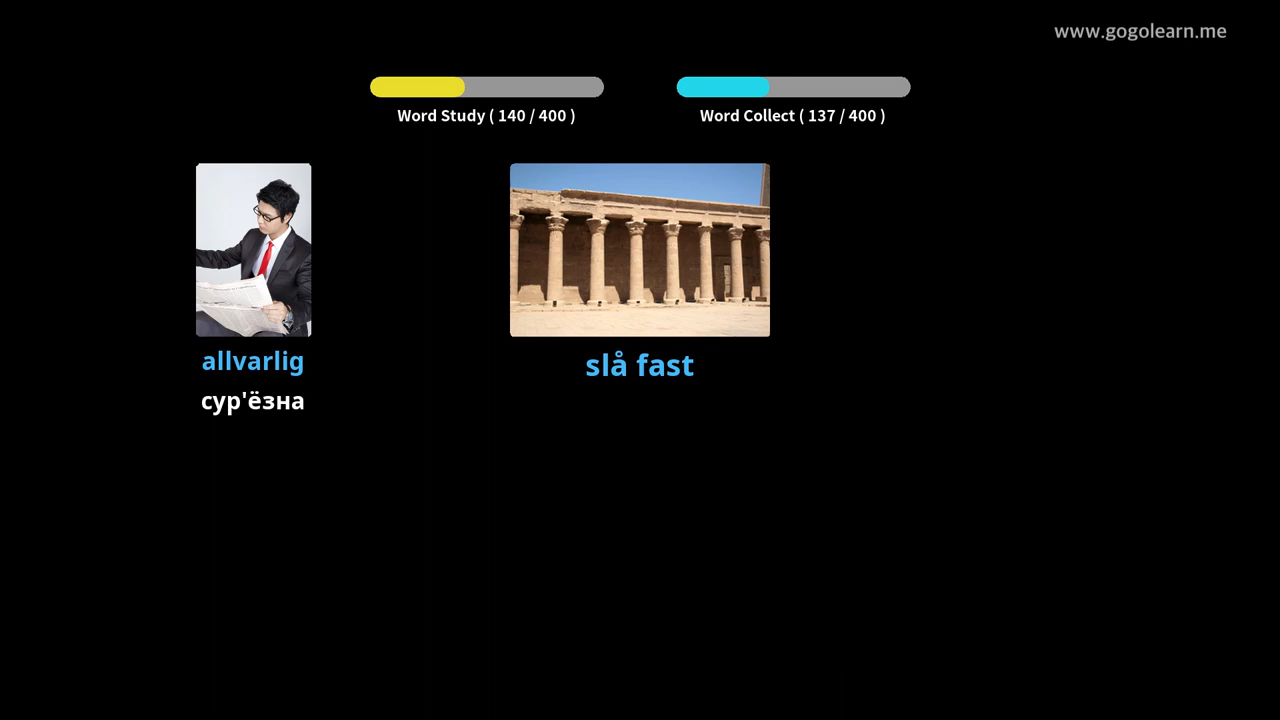 www.gogolearn.me
Word Study ( 140 / 400 )
Word Collect ( 137 / 400 )
allvarlig
сур'ёзна
slå fast